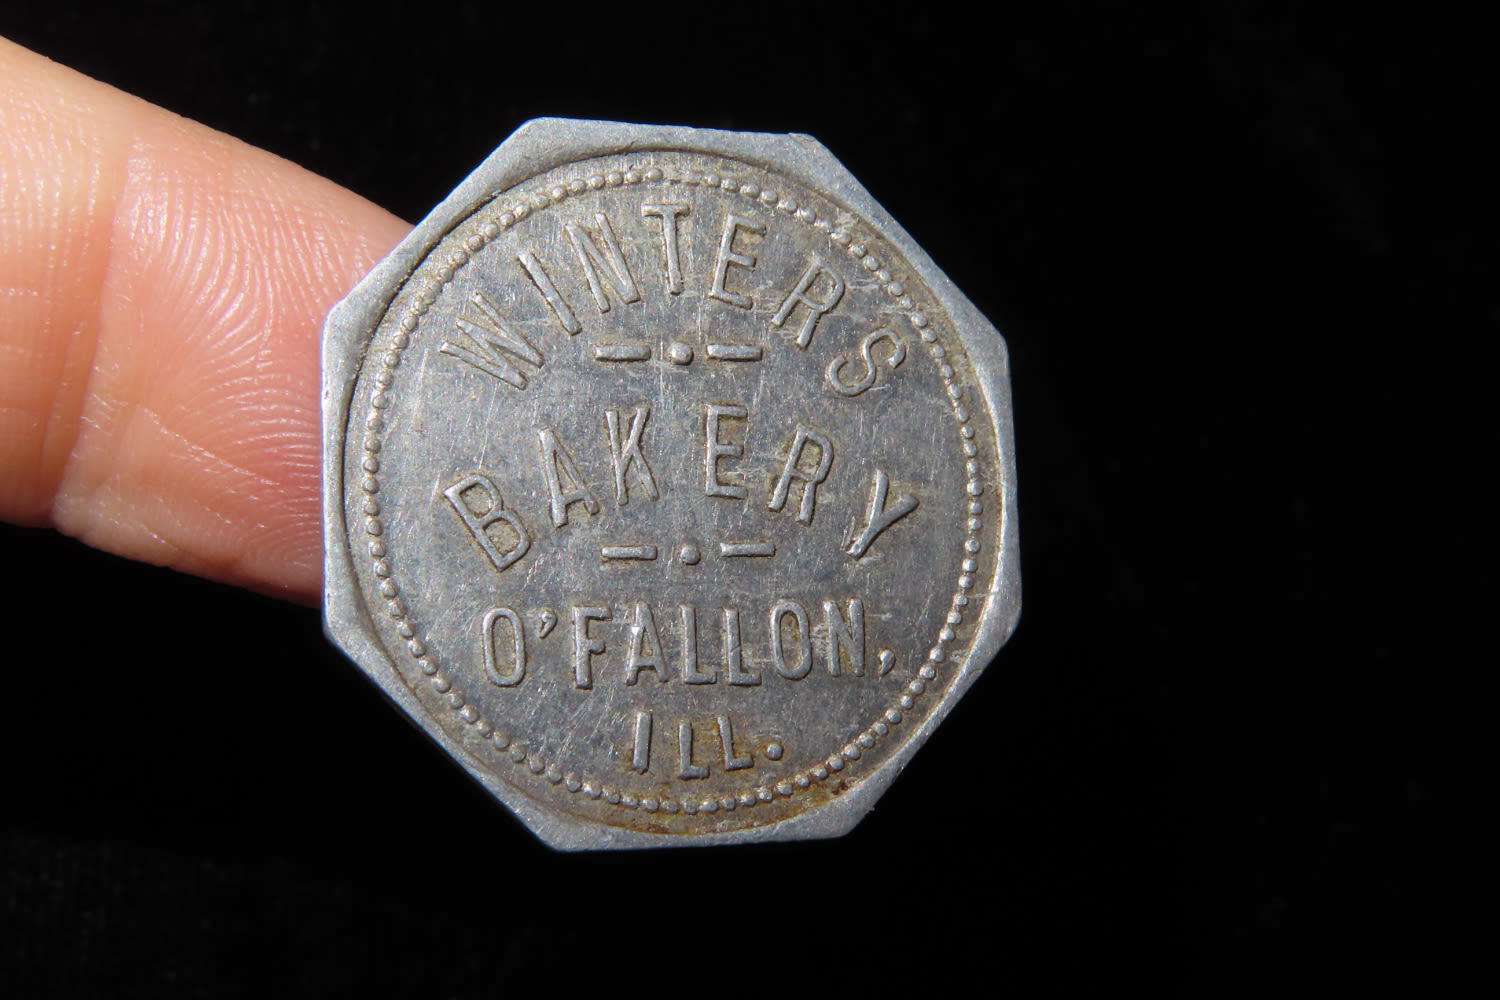 WINTERS
BAKERY
O'FALLON,
ILL.